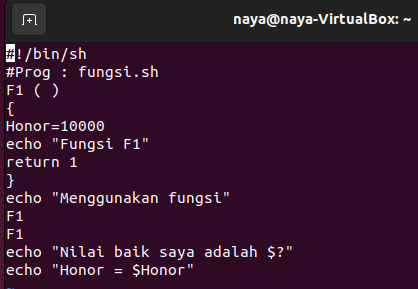 naya@naya-VirtualBox: ~
#!/bin/sh
#Prog : fungsi.sh
F1 ( )
{
Honor=10000
echo "Fungsi F1"
return 1
}
echo "Menggunakan fungsi"
F1
F1
echo "Nilai baik saya adalah $?"
echo "Honor = $Honor"